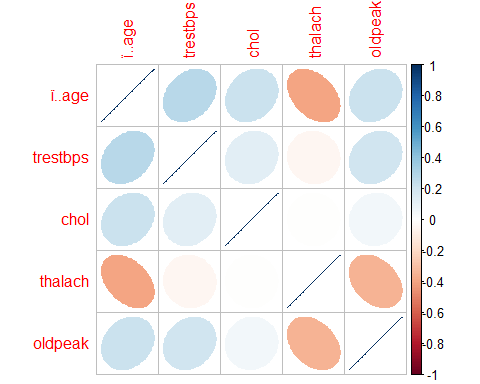 ï..age
trestbps
chol
thalach
oldpeak
ï..age
trestbps
chol
thalach
oldpeak
1
0.8
0.6
0.4
0.2
0
-0.2
-0.4
-0.6
-0.8
-1